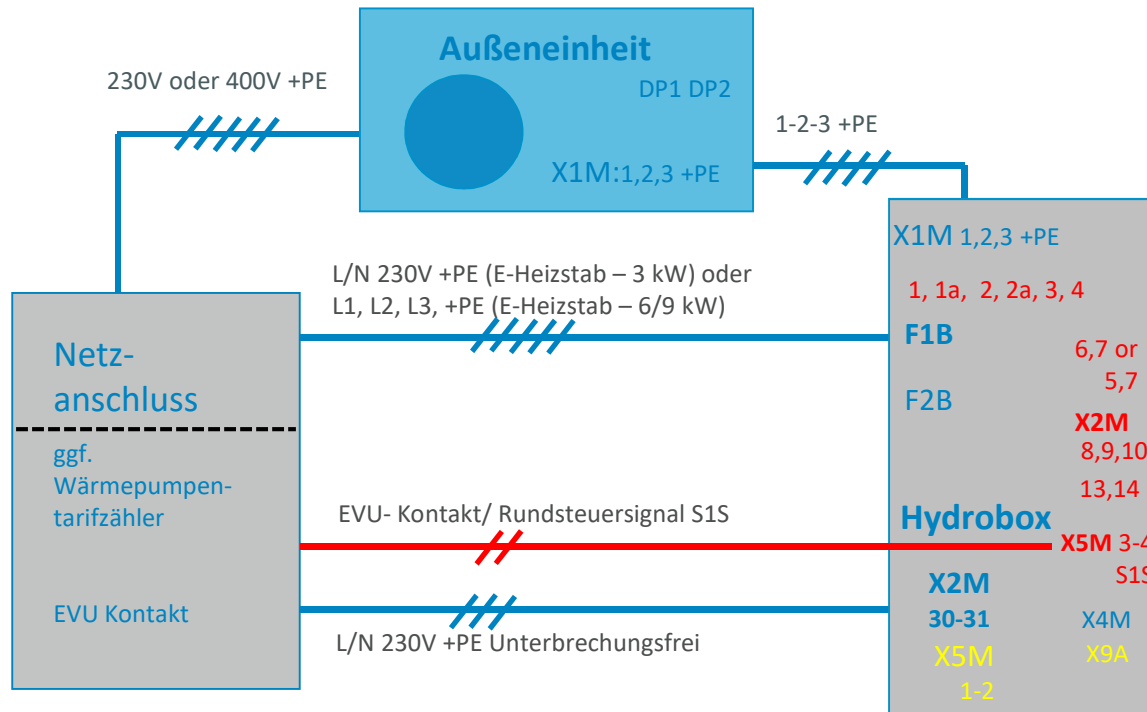 Außeneinheit
230V oder 400V +PE
DP1 DP2
1-2-3 +PE
X1M:1,2,3 +PE
X1M 1,2,3 +PE
L/N 230V +PE (E-Heizstab – 3 kW) oder
L1, L2, L3, +PE (E-Heizstab – 6/9 kW)
1, 1a, 2, 2a, 3, 4
F1B
6,7 or
5,7
Netz-
anschluss
F2B
X2M
8,9,10
13,14
ggf.
Wärmepumpen-
tarifzähler
EVU- Kontakt/ Rundsteuersignal S1S
Hydrobox
X5M 3-4
S1S
X2M
30-31
EVU Kontakt
X4M
L/N 230V +PE Unterbrechungsfrei
X5M
1-2
X9A